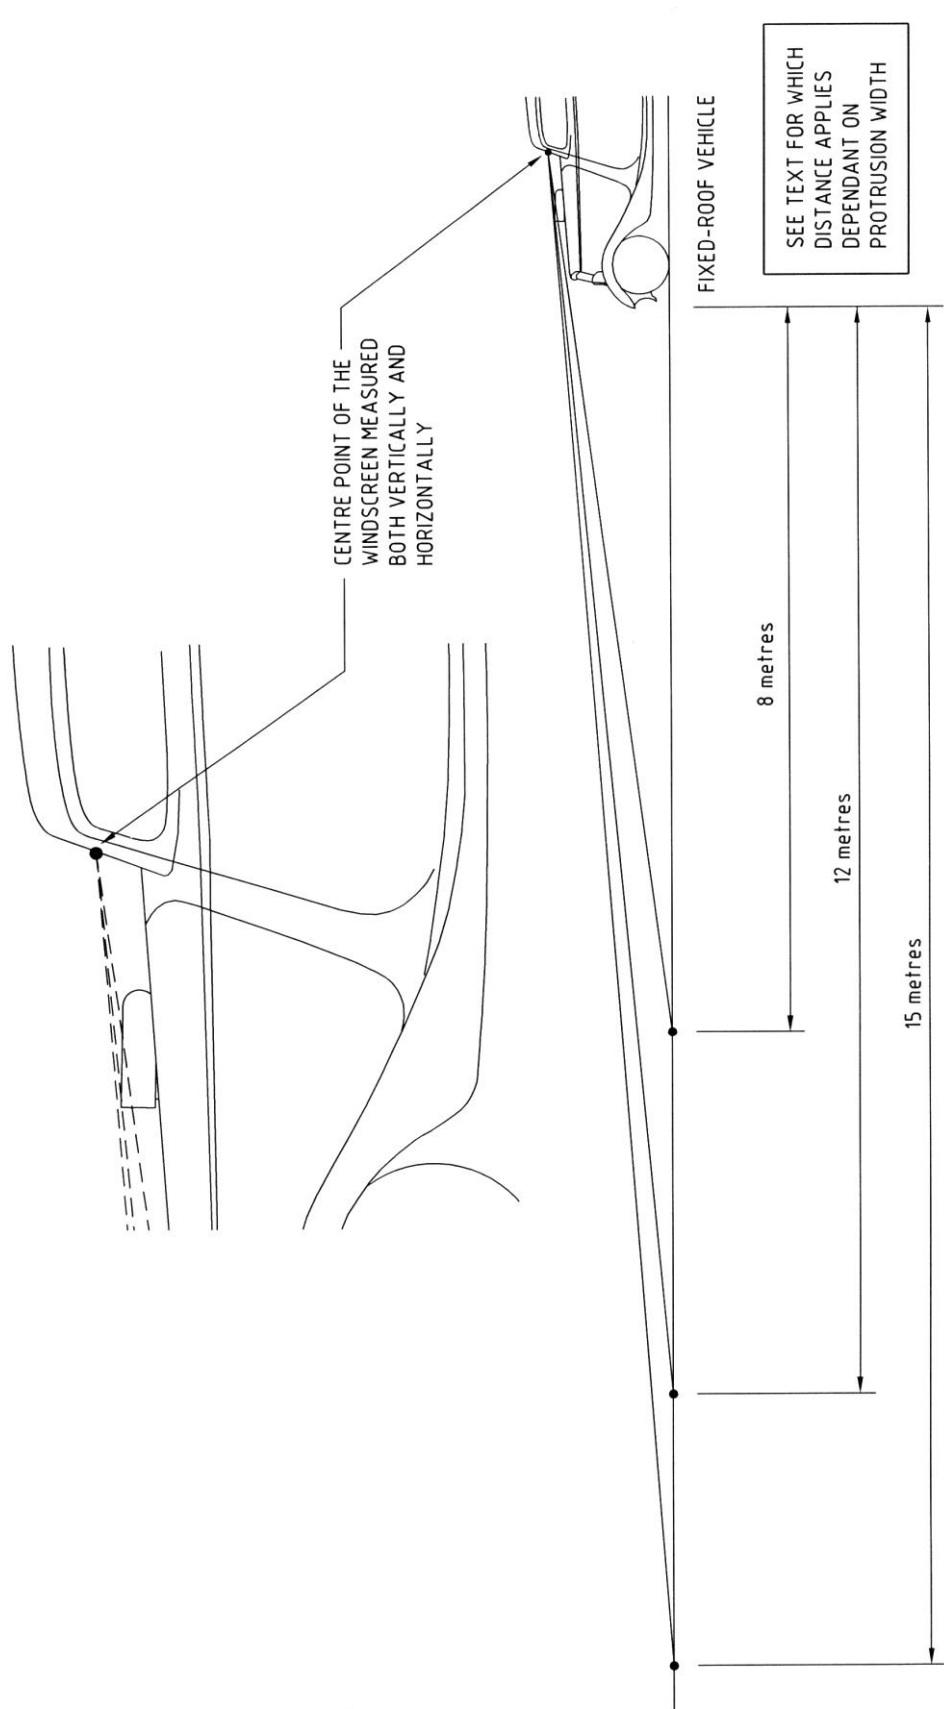 CENTRE POINT OF THE
WINDSCREEN MEASURED
BOTH VERTICALLY AND
HORIZONTALLY
FIXED-ROOF VEHICLE
SEE TEXT FOR WHICH
DISTANCE APPLIES
DEPENDANT ON
PROTRUSION WIDTH
8 metres
12 metres
15 metres